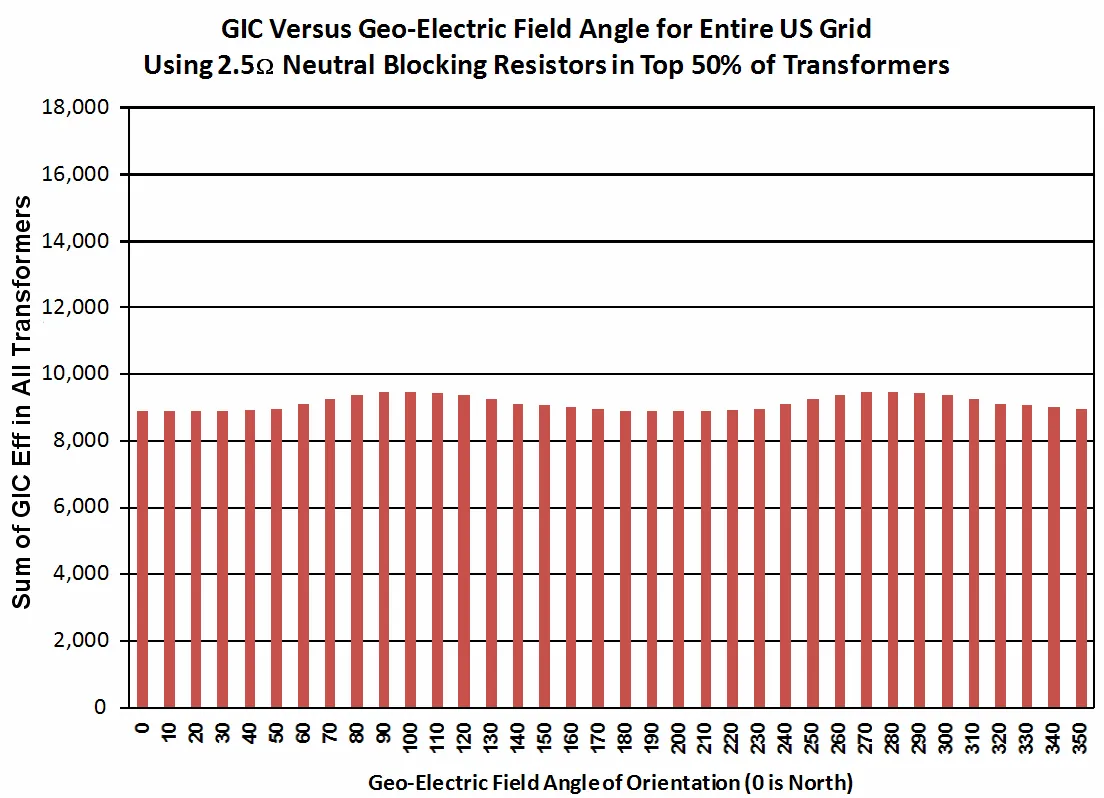 GIC Versus Geo-Electric Field Angle for Entire US Grid
Using 2.5Ω Neutral Blocking Resistors in Top 50% of Transformers
Sum of GIC Eff in All Transformers
18,000
16,000
14,000
12,000
10,000
8,000
6,000
4,000
2,000
0
0 10 20 30 40 50 60 70 80 90 100 110 120 130 140 150 160 170 180 190 200 210 220 230 240 250 260 270 280 290 300 310 320 330 340 350
Geo-Electric Field Angle of Orientation (0 is North)